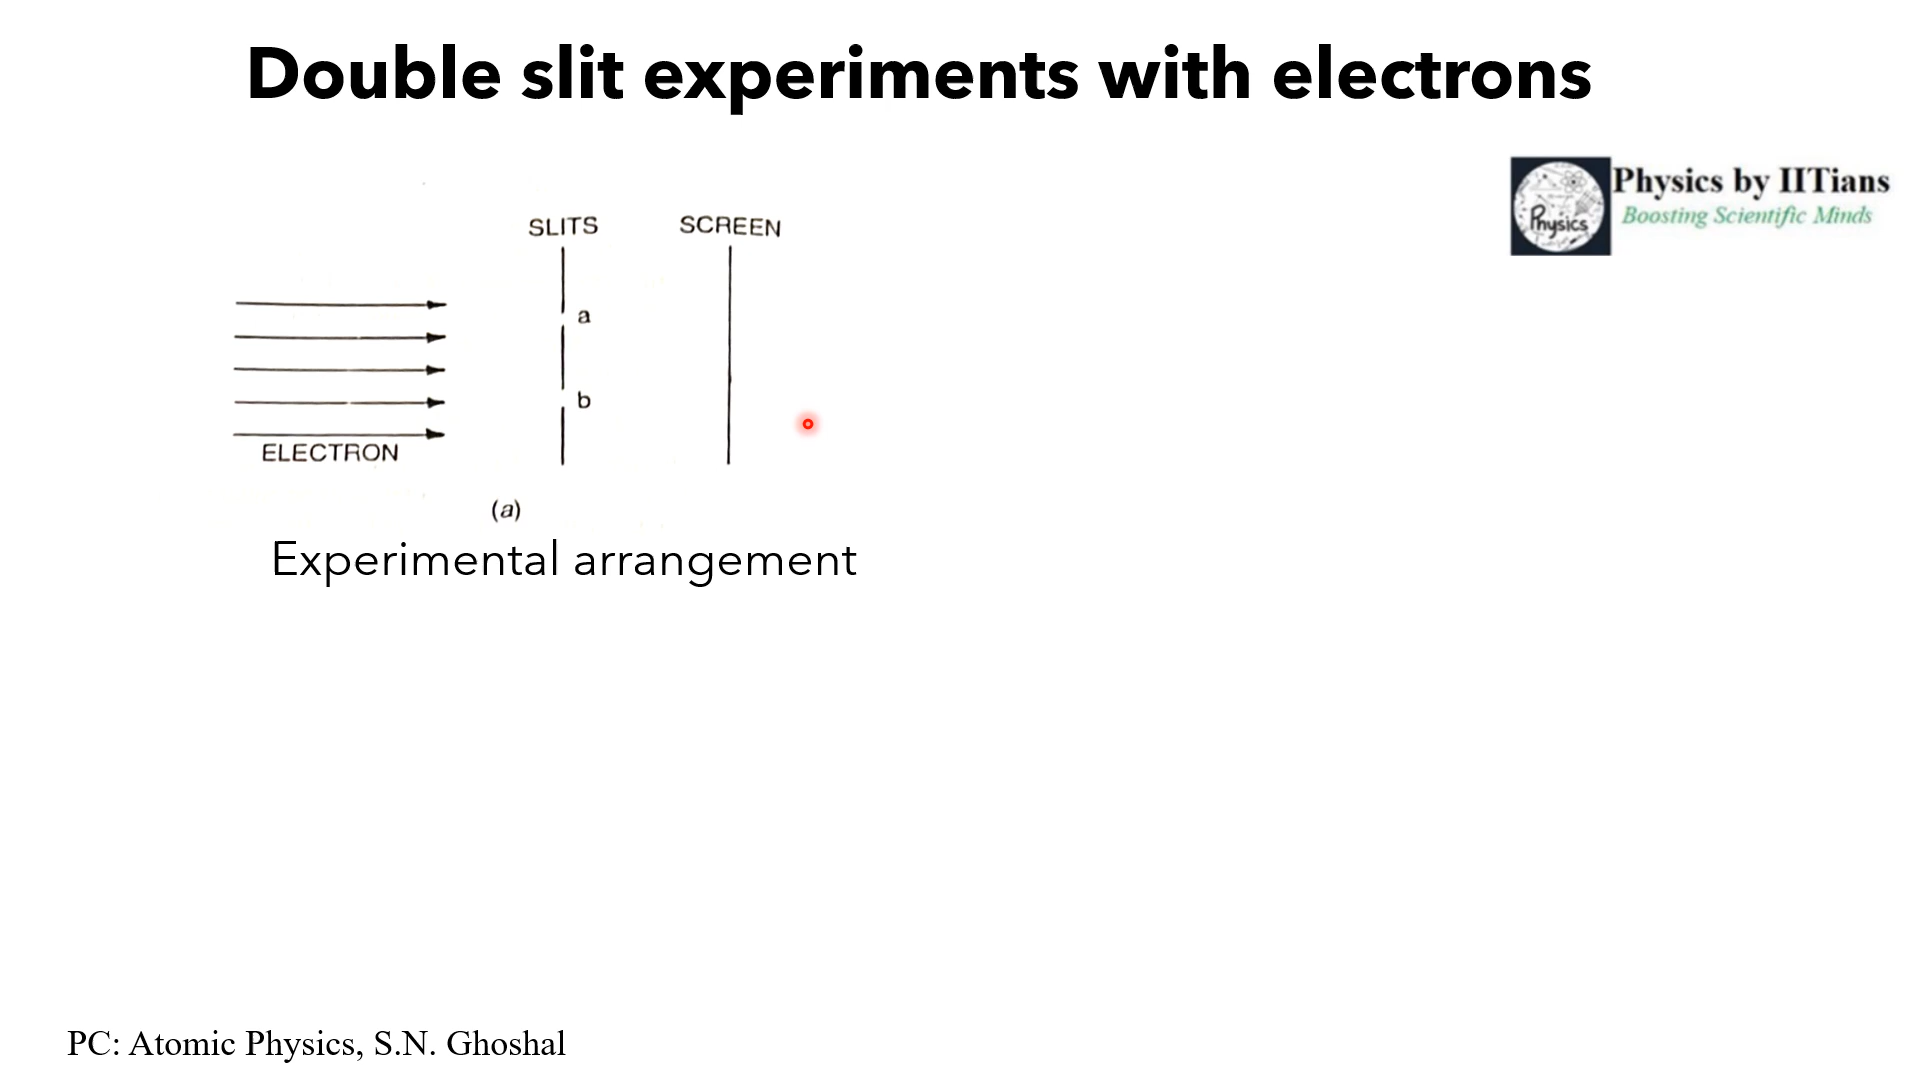 Double slit experiments with electrons
Physics by IITians
Boosting Scientific Minds
Physics
SLITS SCREEN
a
b
ELECTRON
(a)
Experimental arrangement
PC: Atomic Physics, S.N. Ghoshal